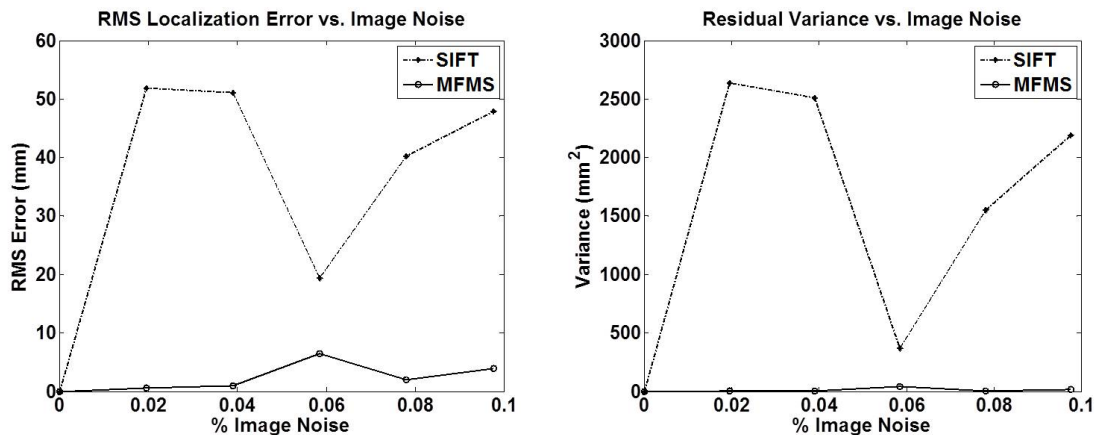 RMS Localization Error vs. Image Noise
60
50
40
30
20
10
0
RMS Error (mm)
SIFT
MFMS
0 0.02 0.04 0.06 0.08 0.1
% Image Noise
Residual Variance vs. Image Noise
3000
2500
2000
1500
1000
500
0
Variance (mm²)
SIFT
MFMS
0 0.02 0.04 0.06 0.08 0.1
% Image Noise